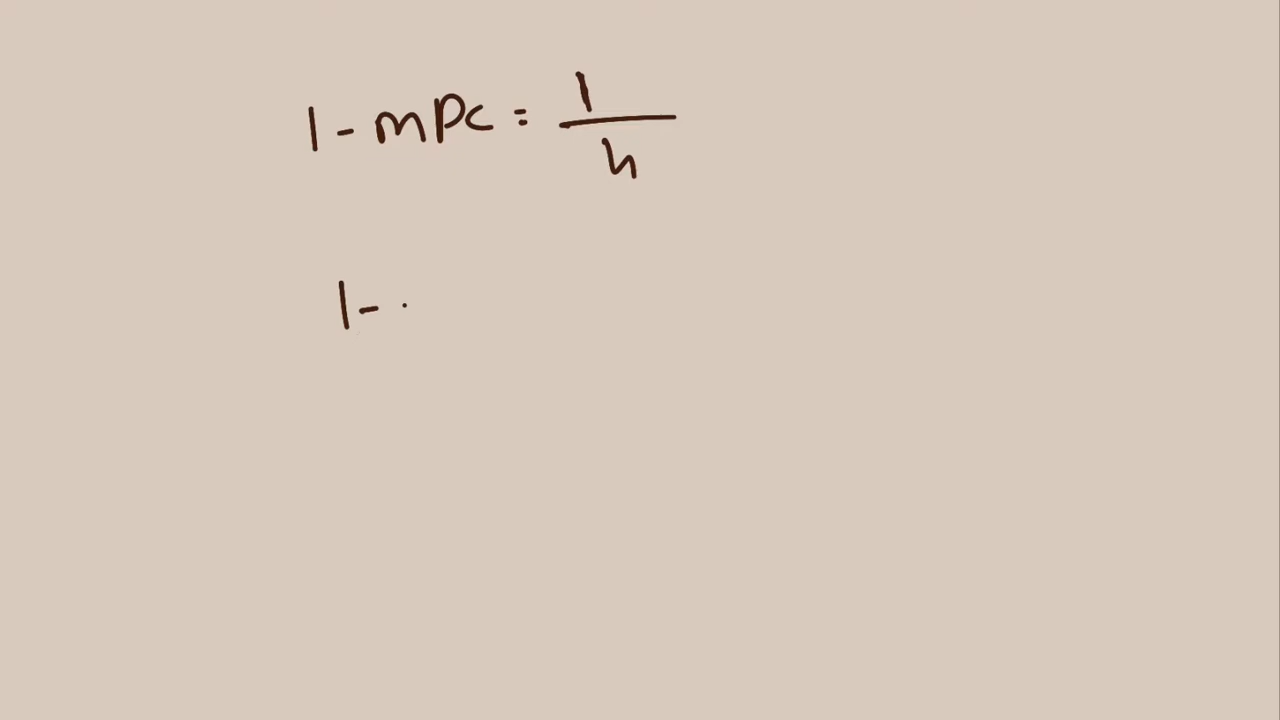 1 - mPc = 1/h
1 - .